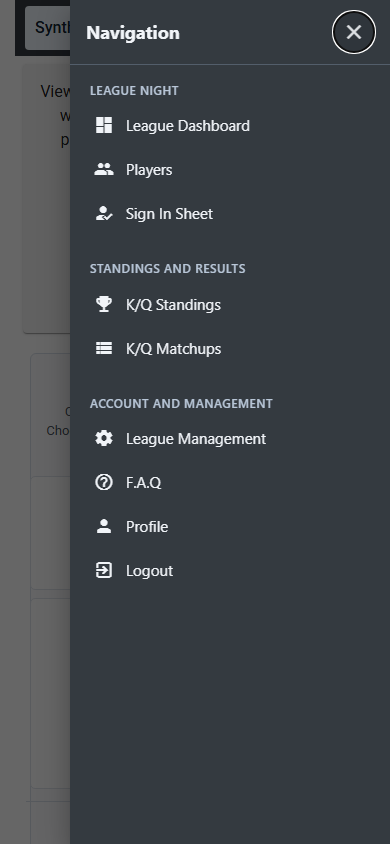 Navigation
LEAGUE NIGHT
League Dashboard
Players
Sign In Sheet
STANDINGS AND RESULTS
K/Q Standings
K/Q Matchups
ACCOUNT AND MANAGEMENT
League Management
F.A.Q
Profile
Logout